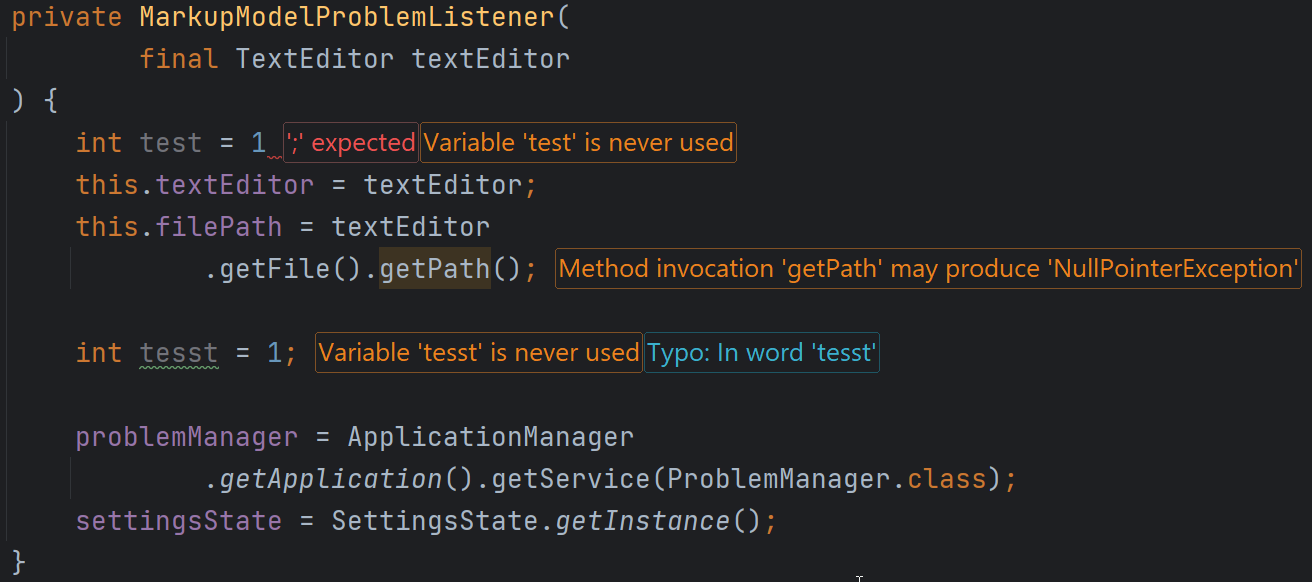 private MarkupModelProblemListener(
final TextEditor textEditor
) {
int test = 1 ';' expected Variable 'test' is never used
this.textEditor = textEditor;
this.filePath = textEditor
.getFile().getPath(); Method invocation 'getPath' may produce 'NullPointerException'
int tesst = 1; Variable 'tesst' is never used Typo: In word 'tesst'
problemManager = ApplicationManager
.getApplication().getService(ProblemManager.class);
settingsState = SettingsState.getInstance();
}